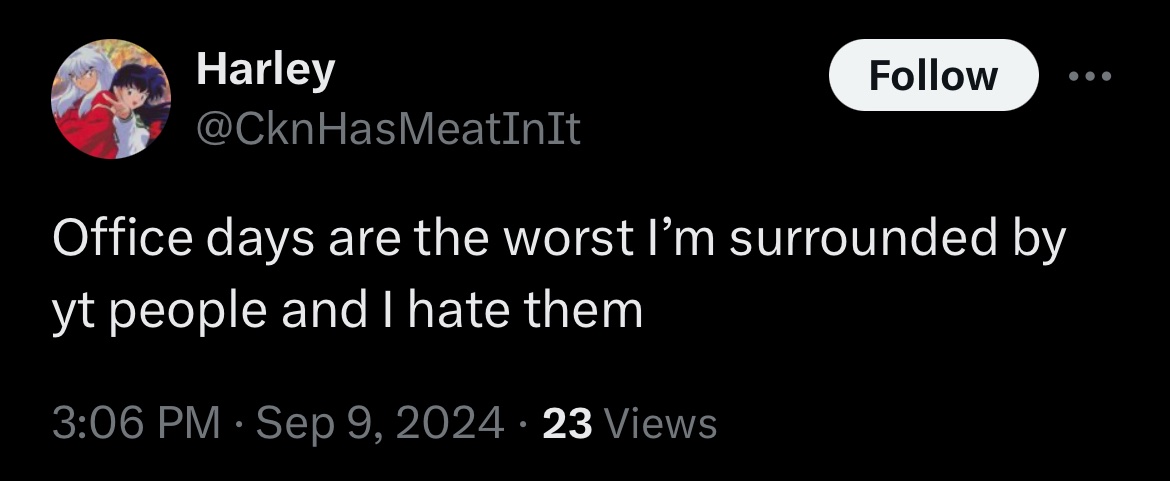 Harley
Follow
@CknHasMeatInIt
Office days are the worst I’m surrounded by
yt people and I hate them
3:06 PM · Sep 9, 2024 · 23 Views